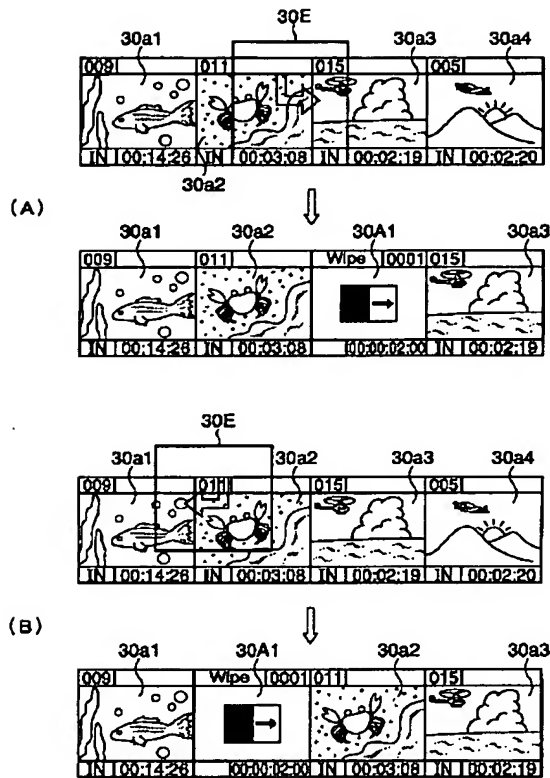 30E
30a1 30a3 30a4
009 011 015 005
IN 00:14:26 IN 00:03:08 IN 00:02:19 IN 00:02:20
30a2
(A)
30a1 30a2 30A1 30a3
009 011 Wipe 0001 015
IN 00:14:26 IN 00:03:08 00:00:02:00 IN 00:02:19
30E
30a1 30a2 30a3 30a4
009 011 015 005
IN 00:14:26 IN 00:03:08 IN 00:02:19 IN 00:02:20
(B)
30a1 30A1 30a2 30a3
009 Wipe 0001 011 015
IN 00:14:26 00:00:02:00 IN 00:03:08 IN 00:02:19